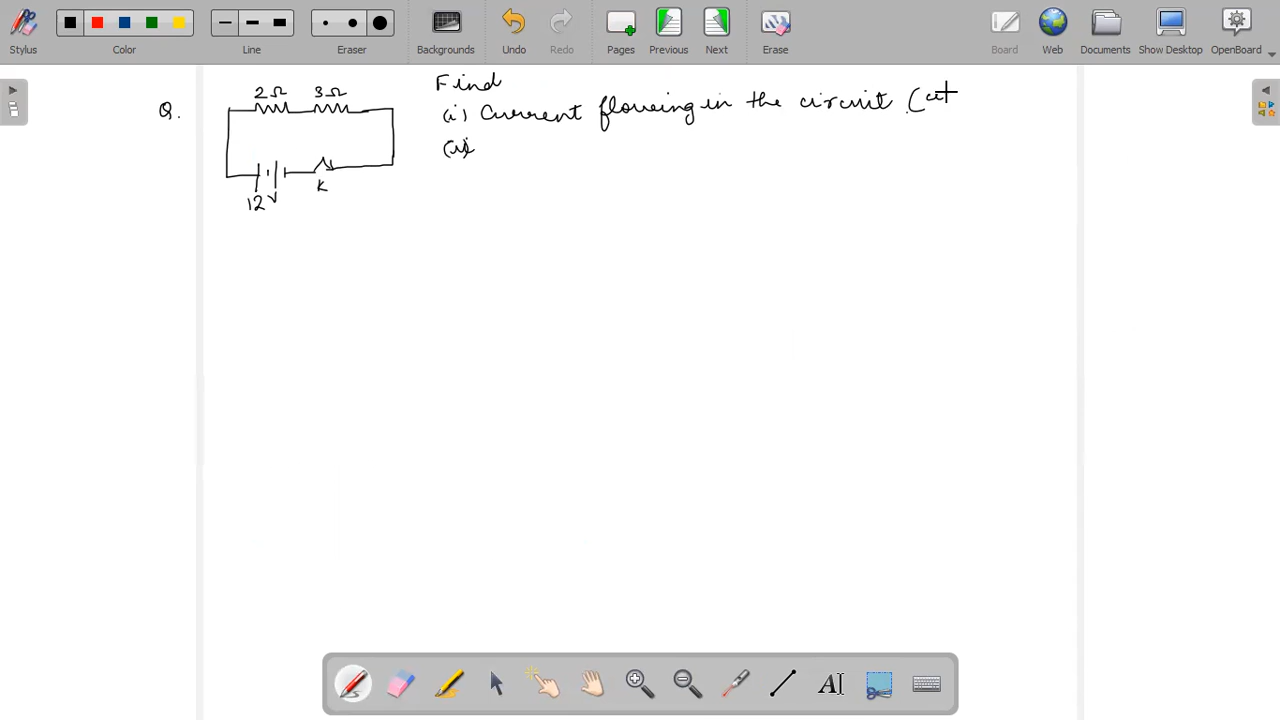 Stylus
Color
Line
Eraser
Backgrounds
Undo
Redo
Pages
Previous
Next
Erase
Board
Web
Documents
Show Desktop
OpenBoard
Q.
2Ω 3Ω
12V
K
Find
(i) Current flowing in the circuit (
(ii)